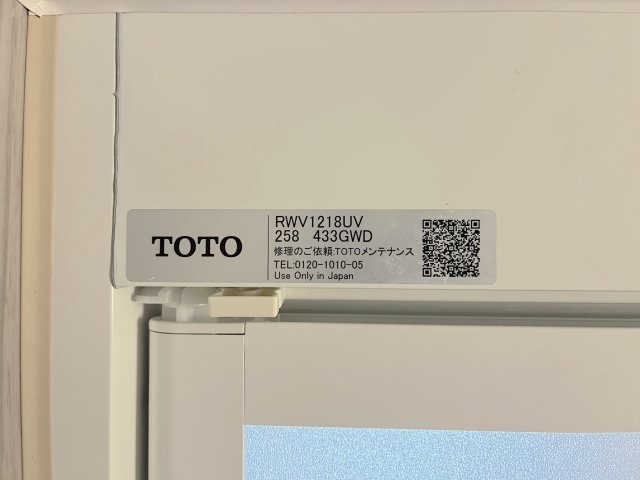 TOTO
RWV1218UV
258 433GWD
修理のご依頼:TOTOメンテナンス
TEL:0120-1010-05
Use Only in Japan